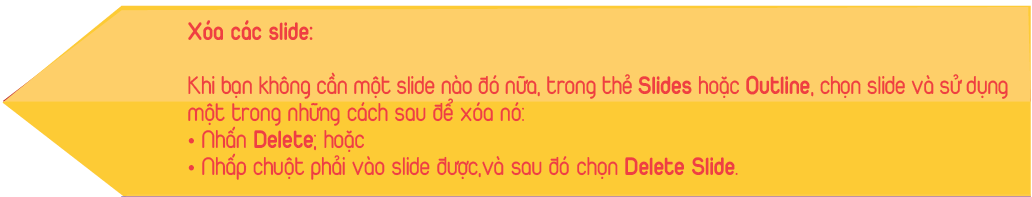 Xóa các slide:
Khi bạn không cần một slide nào đó nữa, trong thẻ Slides hoặc Outline, chọn slide và sử dụng
một trong những cách sau để xóa nó:
• Nhấn Delete; hoặc
• Nhấp chuột phải vào slide được,và sau đó chọn Delete Slide.